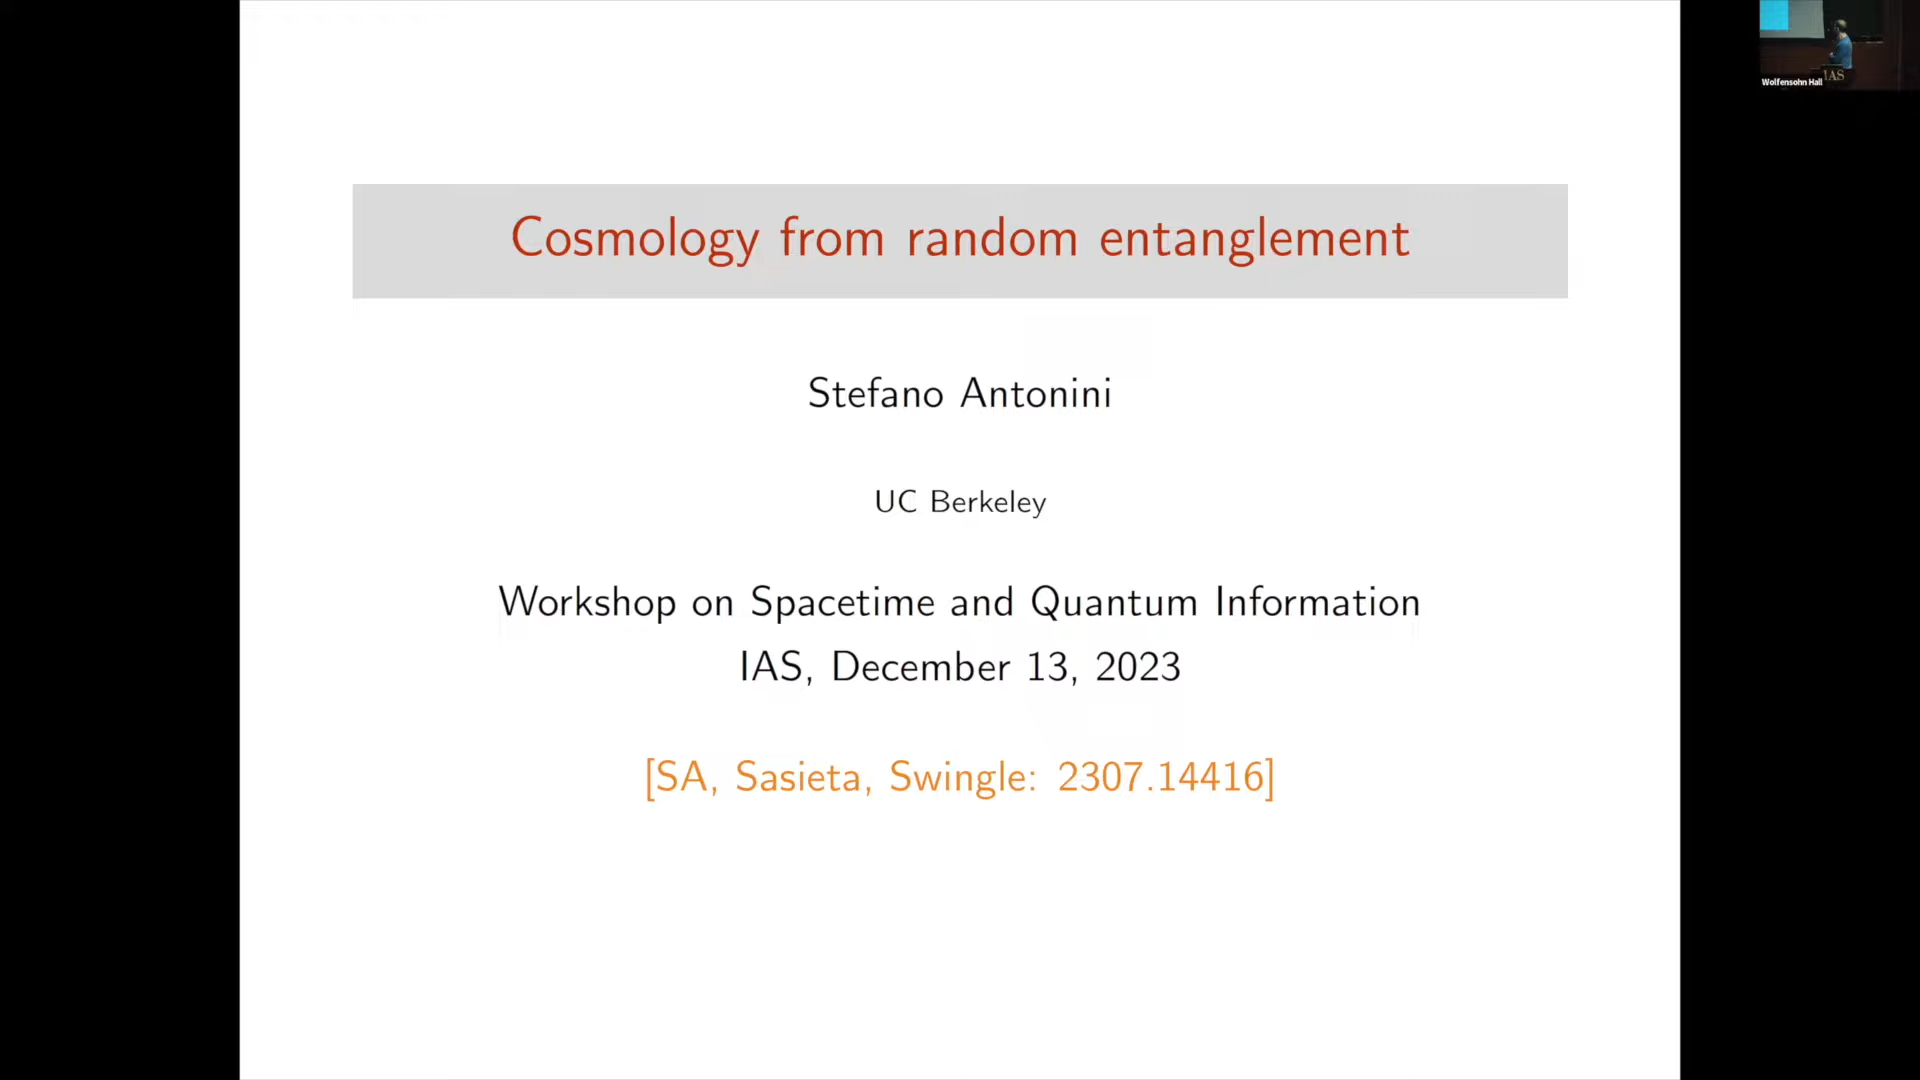 Cosmology from random entanglement
Stefano Antonini
UC Berkeley
Workshop on Spacetime and Quantum Information
IAS, December 13, 2023
[SA, Sasieta, Swingle: 2307.14416]
Wolfensohn Hall
IAS